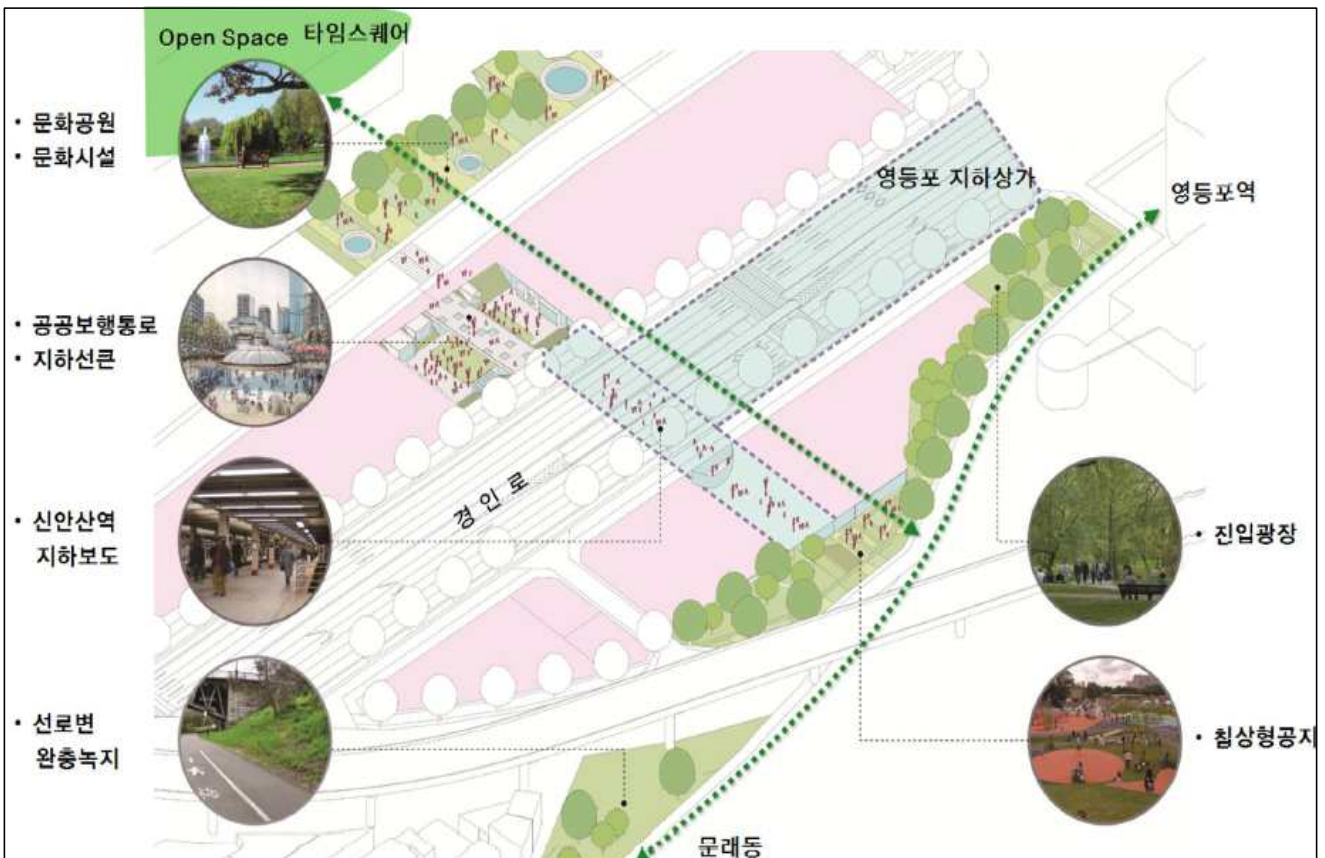 Open Space 타임스퀘어
• 문화공원
• 문화시설
영등포 지하상가
영등포역
• 공공보행통로
• 지하선큰
경인로
• 신안산역
지하보도
• 진입광장
• 선로변
완충녹지
• 침상형공지
문래동